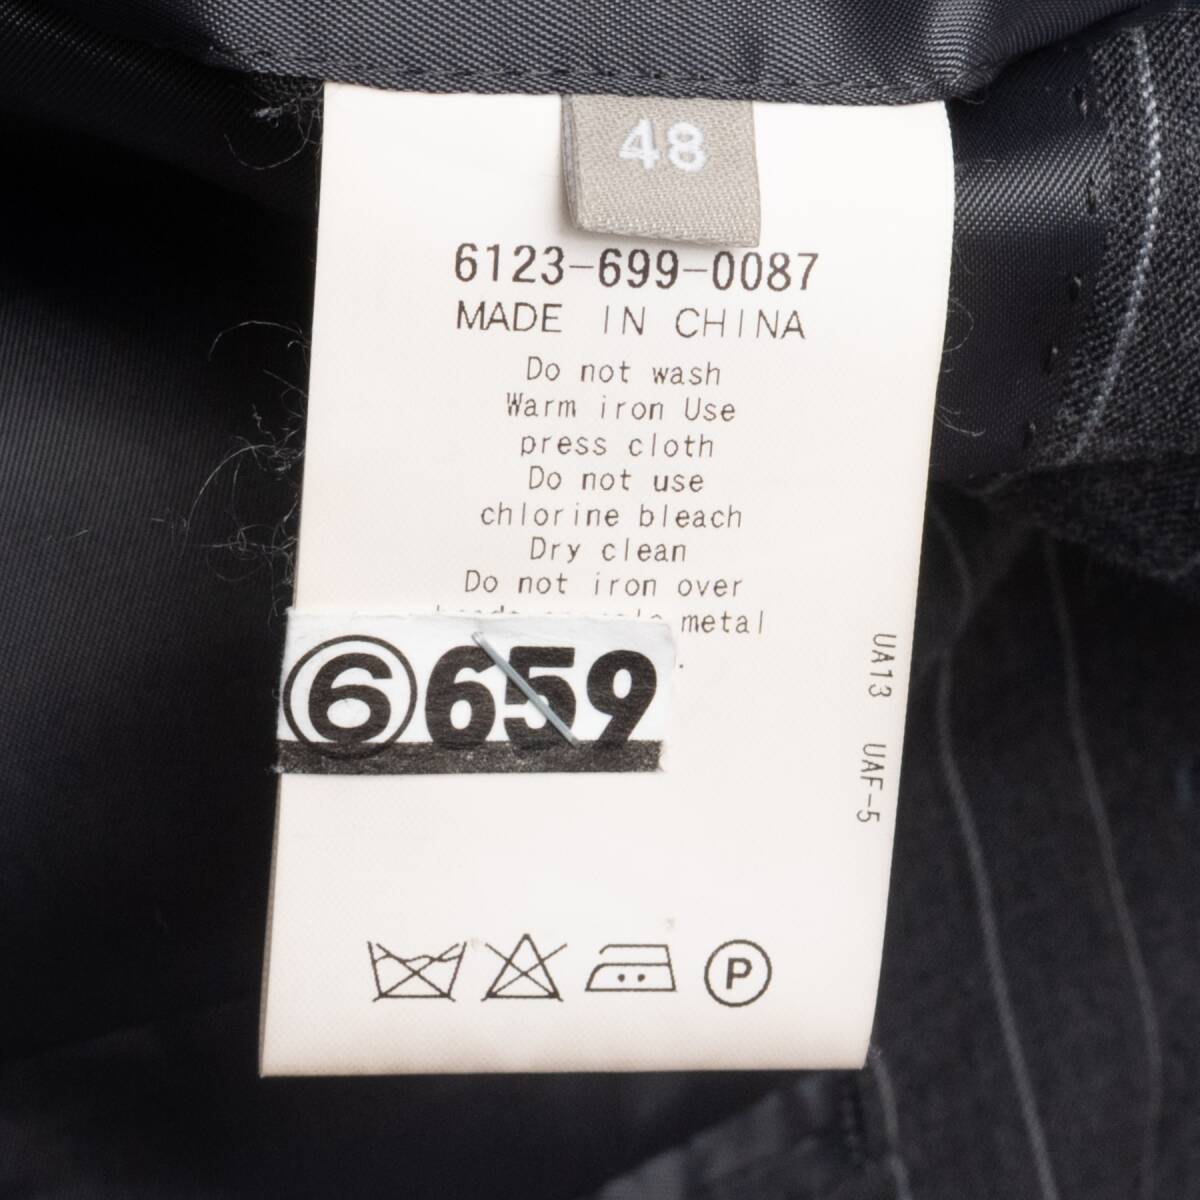 48
6123-699-0087
MADE IN CHINA
Do not wash
Warm iron Use
press cloth
Do not use
chlorine bleach
Dry clean
Do not iron over
metal
⑥659
UA13 UAF-5
P